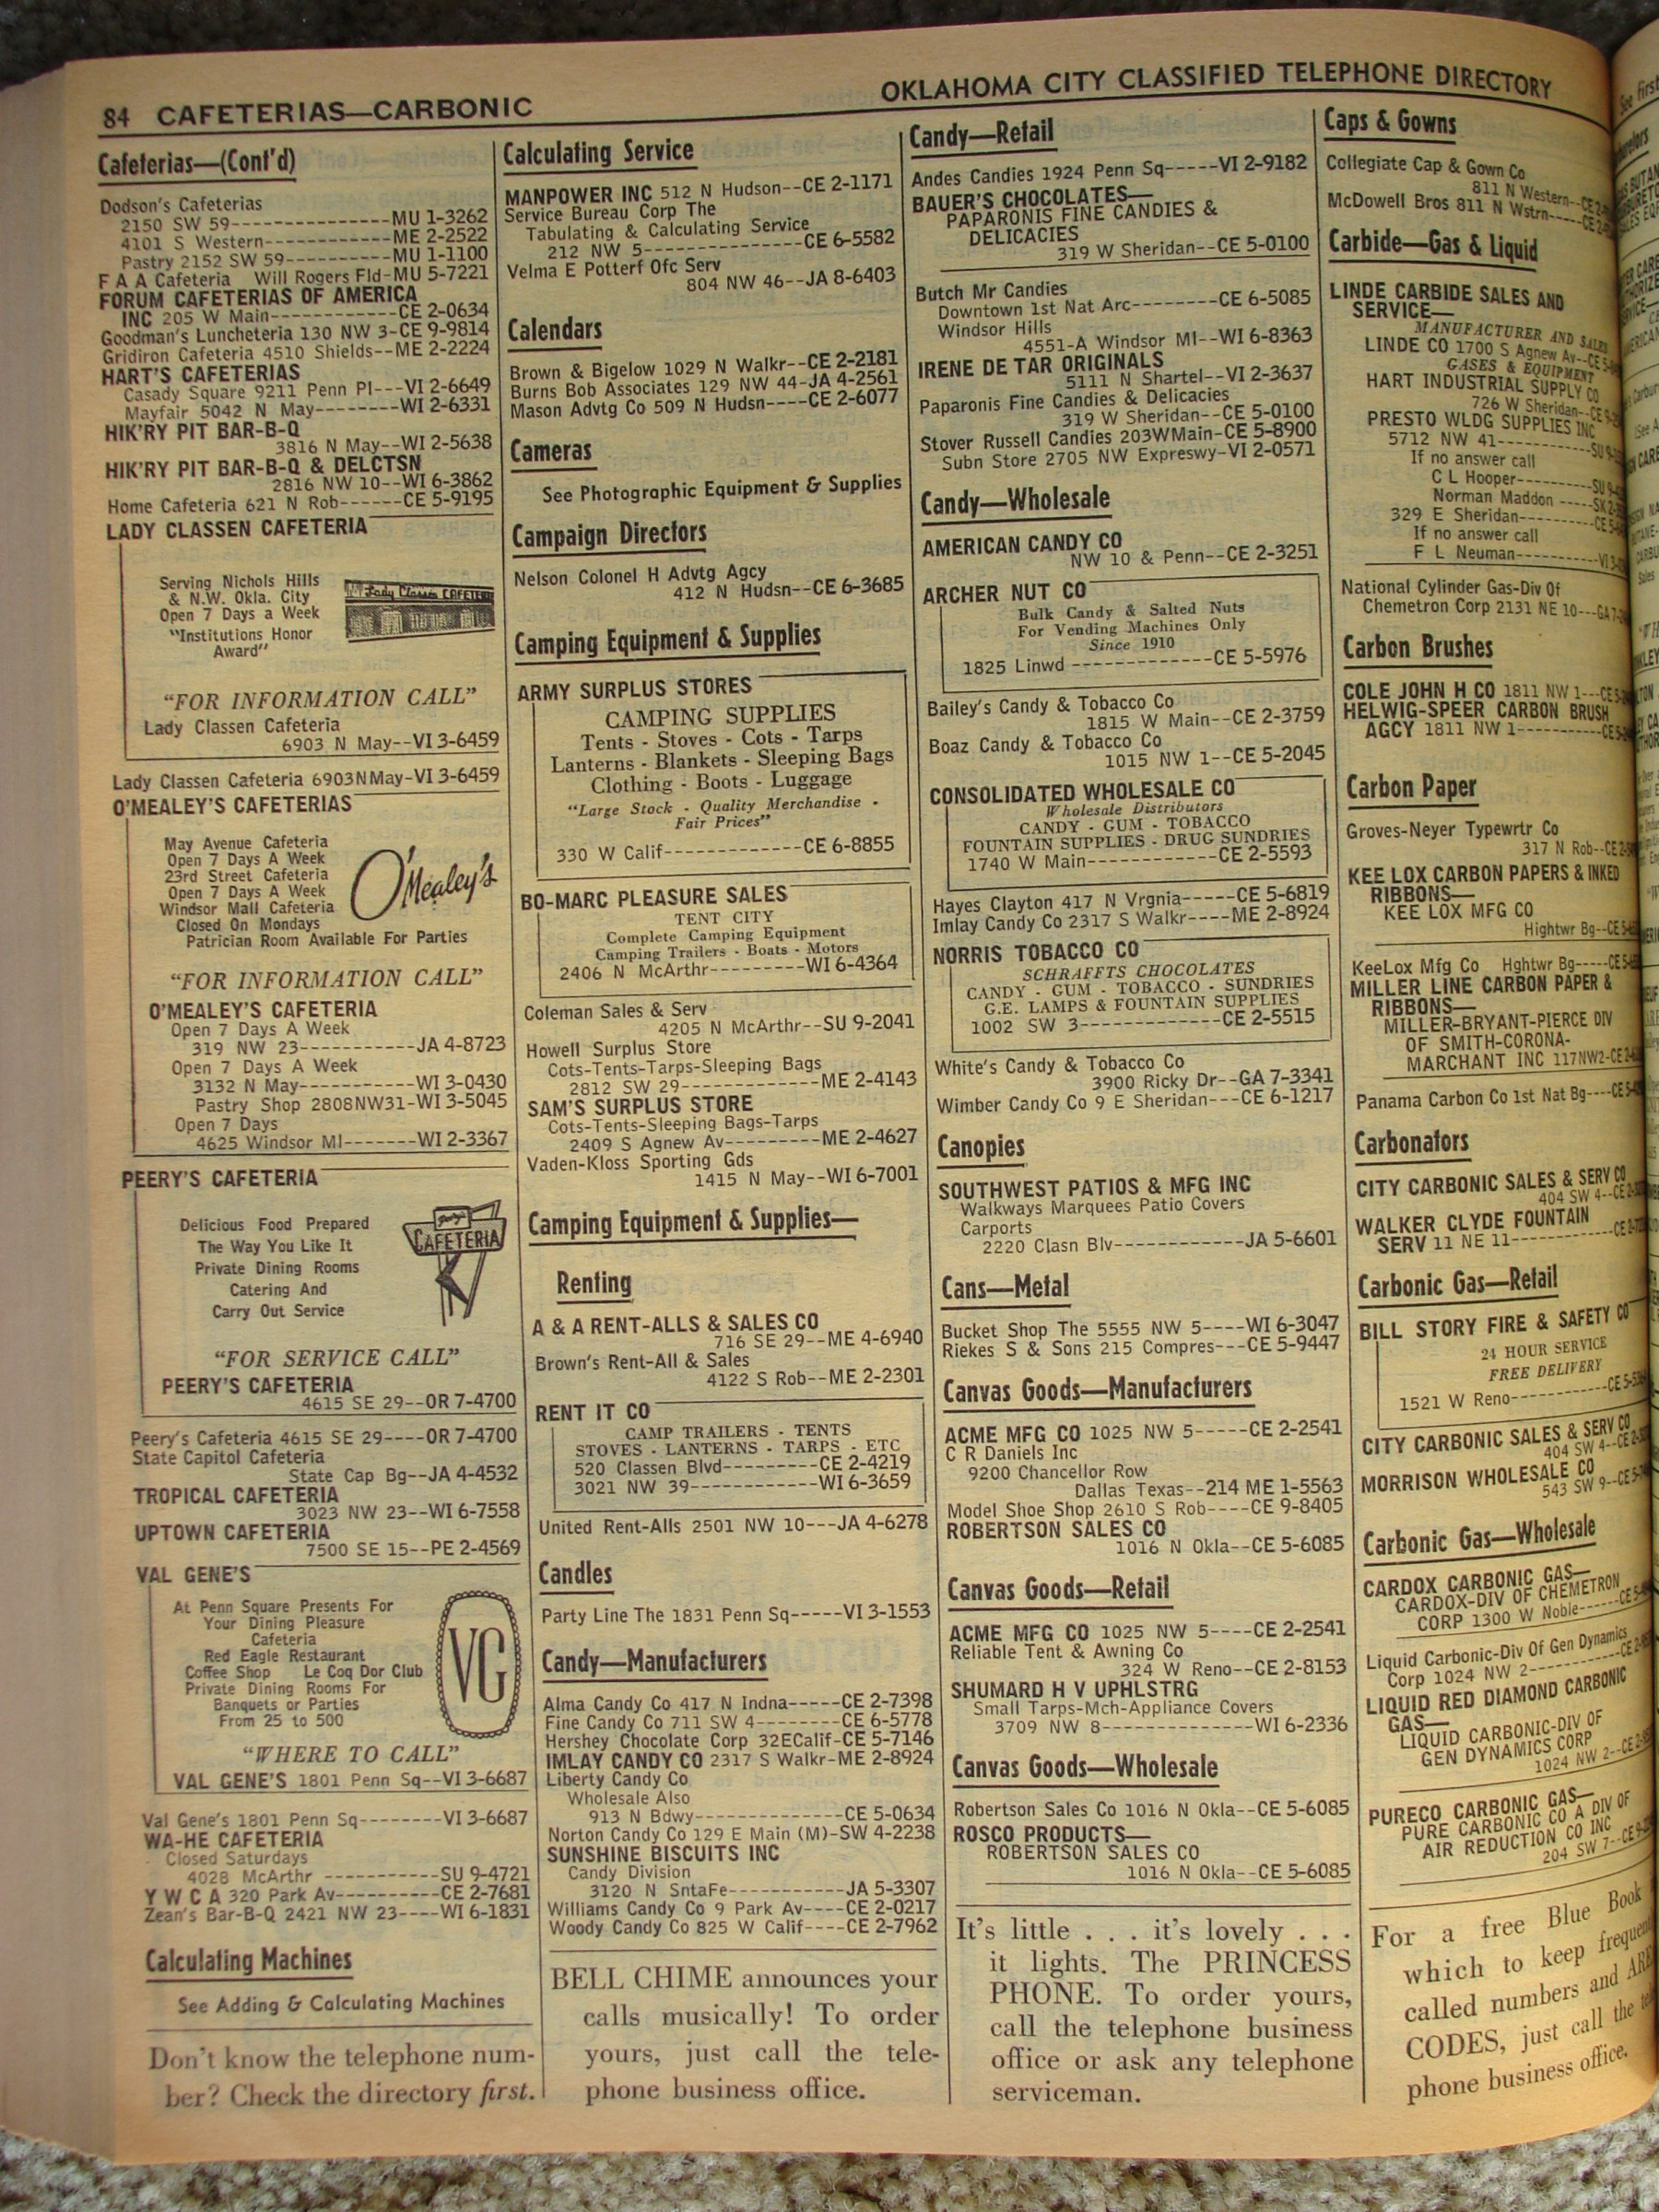 84 CAFETERIAS—CARBONIC
OKLAHOMA CITY CLASSIFIED TELEPHONE DIRECTORY
Cafeterias—(Cont'd)
Dodson's Cafeterias
2150 SW 59------------MU 1-3262
4101 S Western------------ME 2-2522
Pastry 2152 SW 59----------MU 1-1100
F A A Cafeteria Will Rogers Fld-MU 5-7221
FORUM CAFETERIAS OF AMERICA
INC 205 W Main------------CE 2-0634
Goodman's Luncheteria 130 NW 3-CE 9-9814
Gridiron Cafeteria 4510 Shields--ME 2-2224
HART'S CAFETERIAS
Casady Square 9211 Penn Pl---VI 2-6649
Mayfair 5042 N May--------WI 2-6331
HIK'RY PIT BAR-B-Q
3816 N May--WI 2-5638
HIK'RY PIT BAR-B-Q & DELCTSN
2816 NW 10--WI 6-3862
Home Cafeteria 621 N Rob------CE 5-9195
LADY CLASSEN CAFETERIA
Serving Nichols Hills
& N.W. Okla. City
Open 7 Days a Week
"Institutions Honor
Award"
Lady Classen CAFETERIA
"FOR INFORMATION CALL"
Lady Classen Cafeteria
6903 N May--VI 3-6459
Lady Classen Cafeteria 6903NMay-VI 3-6459
O'MEALEY'S CAFETERIAS
May Avenue Cafeteria
Open 7 Days A Week
23rd Street Cafeteria
Open 7 Days A Week
Windsor Mall Cafeteria
Closed On Mondays
Patrician Room Available For Parties
O'Mealey's
"FOR INFORMATION CALL"
O'MEALEY'S CAFETERIA
Open 7 Days A Week
319 NW 23-----------JA 4-8723
Open 7 Days A Week
3132 N May-----------WI 3-0430
Pastry Shop 2808NW31-WI 3-5045
Open 7 Days
4625 Windsor Ml-------WI 2-3367
PEERY'S CAFETERIA
Delicious Food Prepared
The Way You Like It
Private Dining Rooms
Catering And
Carry Out Service
CAFETERIA
"FOR SERVICE CALL"
PEERY'S CAFETERIA
4615 SE 29--OR 7-4700
Peery's Cafeteria 4615 SE 29----OR 7-4700
State Capitol Cafeteria
State Cap Bg--JA 4-4532
TROPICAL CAFETERIA
3023 NW 23--WI 6-7558
UPTOWN CAFETERIA
7500 SE 15--PE 2-4569
VAL GENE'S
At Penn Square Presents For
Your Dining Pleasure
Cafeteria
Red Eagle Restaurant
Coffee Shop Le Coq Dor Club
Private Dining Rooms For
Banquets or Parties
From 25 to 500
VG
"WHERE TO CALL"
VAL GENE'S 1801 Penn Sq--VI 3-6687
Val Gene's 1801 Penn Sq--------VI 3-6687
WA-HE CAFETERIA
Closed Saturdays
4028 McArthr -----------SU 9-4721
Y W C A 320 Park Av----------CE 2-7681
Zean's Bar-B-Q 2421 NW 23----WI 6-1831
Calculating Machines
See Adding & Calculating Machines
Don't know the telephone num-
ber? Check the directory first.
Calculating Service
MANPOWER INC 512 N Hudson--CE 2-1171
Service Bureau Corp The
Tabulating & Calculating Service
212 NW 5---------------CE 6-5582
Velma E Potterf Ofc Serv
804 NW 46--JA 8-6403
Calendars
Brown & Bigelow 1029 N Walkr--CE 2-2181
Burns Bob Associates 129 NW 44-JA 4-2561
Mason Advtg Co 509 N Hudsn----CE 2-6077
Cameras
See Photographic Equipment & Supplies
Campaign Directors
Nelson Colonel H Advtg Agcy
412 N Hudsn--CE 6-3685
Camping Equipment & Supplies
ARMY SURPLUS STORES
CAMPING SUPPLIES
Tents - Stoves - Cots - Tarps
Lanterns - Blankets - Sleeping Bags
Clothing - Boots - Luggage
"Large Stock - Quality Merchandise -
Fair Prices"
330 W Calif-------------CE 6-8855
BO-MARC PLEASURE SALES
TENT CITY
Complete Camping Equipment
Camping Trailers - Boats - Motors
2406 N McArthr---------WI 6-4364
Coleman Sales & Serv
4205 N McArthr--SU 9-2041
Howell Surplus Store
Cots-Tents-Tarps-Sleeping Bags
2812 SW 29-------------ME 2-4143
SAM'S SURPLUS STORE
Cots-Tents-Sleeping Bags-Tarps
2409 S Agnew Av---------ME 2-4627
Vaden-Kloss Sporting Gds
1415 N May--WI 6-7001
Camping Equipment & Supplies—
Renting
A & A RENT-ALLS & SALES CO
716 SE 29--ME 4-6940
Brown's Rent-All & Sales
4122 S Rob--ME 2-2301
RENT IT CO
CAMP TRAILERS - TENTS
STOVES - LANTERNS - TARPS - ETC
520 Classen Blvd---------CE 2-4219
3021 NW 39------------WI 6-3659
United Rent-Alls 2501 NW 10---JA 4-6278
Candles
Party Line The 1831 Penn Sq-----VI 3-1553
Candy—Manufacturers
Alma Candy Co 417 N Indna-----CE 2-7398
Fine Candy Co 711 SW 4--------CE 6-5778
Hershey Chocolate Corp 32ECalif-CE 5-7146
IMLAY CANDY CO 2317 S Walkr-ME 2-8924
Liberty Candy Co
Wholesale Also
913 N Bdwy--------------CE 5-0634
Norton Candy Co 129 E Main (M)-SW 4-2238
SUNSHINE BISCUITS INC
Candy Division
3120 N SntaFe-----------JA 5-3307
Williams Candy Co 9 Park Av----CE 2-0217
Woody Candy Co 825 W Calif----CE 2-7962
BELL CHIME announces your
calls musically! To order
yours, just call the tele-
phone business office.
Candy—Retail
Andes Candies 1924 Penn Sq-----VI 2-9182
BAUER'S CHOCOLATES—
PAPARONIS FINE CANDIES &
DELICACIES
319 W Sheridan--CE 5-0100
Butch Mr Candies
Downtown 1st Nat Arc--------CE 6-5085
Windsor Hills
4551-A Windsor Ml--WI 6-8363
IRENE DE TAR ORIGINALS
5111 N Shartel--VI 2-3637
Paparonis Fine Candies & Delicacies
319 W Sheridan--CE 5-0100
Stover Russell Candies 203WMain-CE 5-8900
Subn Store 2705 NW Expreswy-VI 2-0571
Candy—Wholesale
AMERICAN CANDY CO
NW 10 & Penn--CE 2-3251
ARCHER NUT CO
Bulk Candy & Salted Nuts
For Vending Machines Only
Since 1910
1825 Linwd -------------CE 5-5976
Bailey's Candy & Tobacco Co
1815 W Main--CE 2-3759
Boaz Candy & Tobacco Co
1015 NW 1--CE 5-2045
CONSOLIDATED WHOLESALE CO
Wholesale Distributors
CANDY - GUM - TOBACCO
FOUNTAIN SUPPLIES - DRUG SUNDRIES
1740 W Main------------CE 2-5593
Hayes Clayton 417 N Vrgnia-----CE 5-6819
Imlay Candy Co 2317 S Walkr----ME 2-8924
NORRIS TOBACCO CO
SCHRAFFTS CHOCOLATES
CANDY - GUM - TOBACCO - SUNDRIES
G.E. LAMPS & FOUNTAIN SUPPLIES
1002 SW 3-------------CE 2-5515
White's Candy & Tobacco Co
3900 Ricky Dr--GA 7-3341
Wimber Candy Co 9 E Sheridan---CE 6-1217
Canopies
SOUTHWEST PATIOS & MFG INC
Walkways Marquees Patio Covers
Carports
2220 Clasn Blv------------JA 5-6601
Cans—Metal
Bucket Shop The 5555 NW 5----WI 6-3047
Riekes S & Sons 215 Compres---CE 5-9447
Canvas Goods—Manufacturers
ACME MFG CO 1025 NW 5-----CE 2-2541
C R Daniels Inc
9200 Chancellor Row
Dallas Texas--214 ME 1-5563
Model Shoe Shop 2610 S Rob----CE 9-8405
ROBERTSON SALES CO
1016 N Okla--CE 5-6085
Canvas Goods—Retail
ACME MFG CO 1025 NW 5----CE 2-2541
Reliable Tent & Awning Co
324 W Reno--CE 2-8153
SHUMARD H V UPHLSTRG
Small Tarps-Mch-Appliance Covers
3709 NW 8--------------WI 6-2336
Canvas Goods—Wholesale
Robertson Sales Co 1016 N Okla--CE 5-6085
ROSCO PRODUCTS—
ROBERTSON SALES CO
1016 N Okla--CE 5-6085
It's little . . . it's lovely . . .
it lights. The PRINCESS
PHONE. To order yours,
call the telephone business
office or ask any telephone
serviceman.
Caps & Gowns
Collegiate Cap & Gown Co
811 N Western--CE
McDowell Bros 811 N Wstrn-----CE
Carbide—Gas & Liquid
LINDE CARBIDE SALES AND
SERVICE—
MANUFACTURER AND SALES
LINDE CO 1700 S Agnew Av--CE
GASES & EQUIPMENT
HART INDUSTRIAL SUPPLY CO
726 W Sheridan--CE
PRESTO WLDG SUPPLIES INC
5712 NW 41----------SU
If no answer call
C L Hooper---------SU
Norman Maddon -----SK
329 E Sheridan----------CE
If no answer call
F L Neuman----------VI
National Cylinder Gas-Div Of
Chemetron Corp 2131 NE 10---GA
Carbon Brushes
COLE JOHN H CO 1811 NW 1---CE
HELWIG-SPEER CARBON BRUSH
AGCY 1811 NW 1-----------CE
Carbon Paper
Groves-Neyer Typewrtr Co
317 N Rob--CE
KEE LOX CARBON PAPERS & INKED
RIBBONS—
KEE LOX MFG CO
Hightwr Bg--CE
KeeLox Mfg Co Hghtwr Bg-----CE
MILLER LINE CARBON PAPER &
RIBBONS—
MILLER-BRYANT-PIERCE DIV
OF SMITH-CORONA-
MARCHANT INC 117NW2-CE
Panama Carbon Co 1st Nat Bg----CE
Carbonators
CITY CARBONIC SALES & SERV CO
404 SW 4--CE
WALKER CLYDE FOUNTAIN
SERV 11 NE 11------------CE
Carbonic Gas—Retail
BILL STORY FIRE & SAFETY CO
24 HOUR SERVICE
FREE DELIVERY
1521 W Reno-----------CE
CITY CARBONIC SALES & SERV CO
404 SW 4--CE
MORRISON WHOLESALE CO
543 SW 9--CE
Carbonic Gas—Wholesale
CARDOX CARBONIC GAS—
CARDOX-DIV OF CHEMETRON
CORP 1300 W Noble------CE
Liquid Carbonic-Div Of Gen Dynamics
Corp 1024 NW 2-----------CE
LIQUID RED DIAMOND CARBONIC
GAS—
LIQUID CARBONIC-DIV OF
GEN DYNAMICS CORP
1024 NW 2--CE
PURECO CARBONIC GAS—
PURE CARBONIC CO A DIV OF
AIR REDUCTION CO INC
204 SW 7--CE
For a free Blue Book
which to keep
called numbers and
CODES, just call the
phone business office.